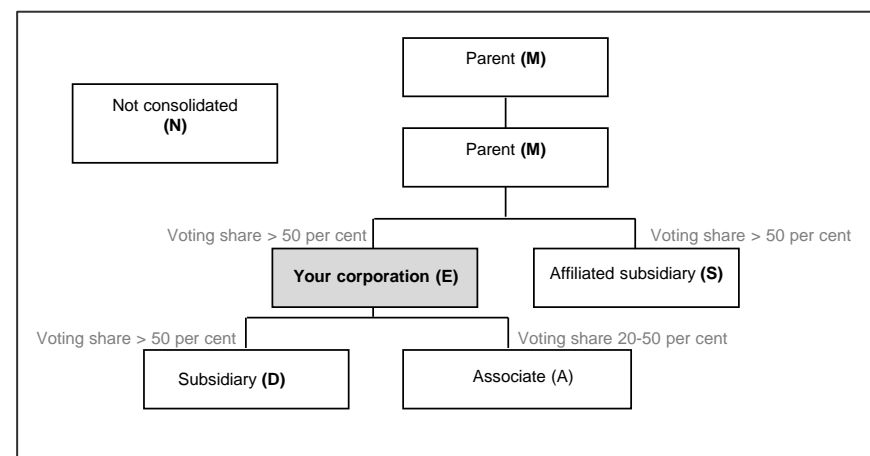 Parent (M)
Not consolidated
(N)
Parent (M)
Voting share > 50 per cent
Voting share > 50 per cent
Your corporation (E)
Affiliated subsidiary (S)
Voting share > 50 per cent
Voting share 20-50 per cent
Subsidiary (D)
Associate (A)